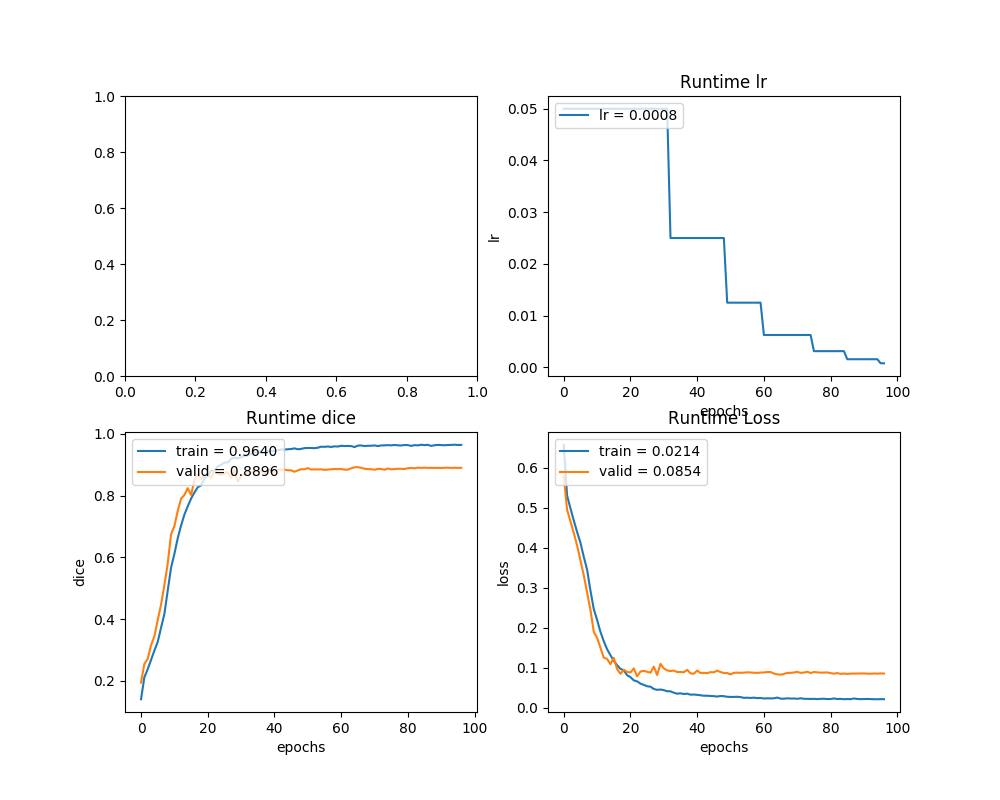 1.0
0.8
0.6
0.4
0.2
0.0
0.0 0.2 0.4 0.6 0.8 1.0
Runtime lr
lr = 0.0008
0.05
0.04
0.03
0.02
0.01
0.00
lr
0 20 40 60 80 100
epochs
Runtime dice
train = 0.9640
valid = 0.8896
1.0
0.8
0.6
0.4
0.2
dice
0 20 40 60 80 100
epochs
Runtime Loss
train = 0.0214
valid = 0.0854
0.6
0.5
0.4
0.3
0.2
0.1
0.0
loss
0 20 40 60 80 100
epochs